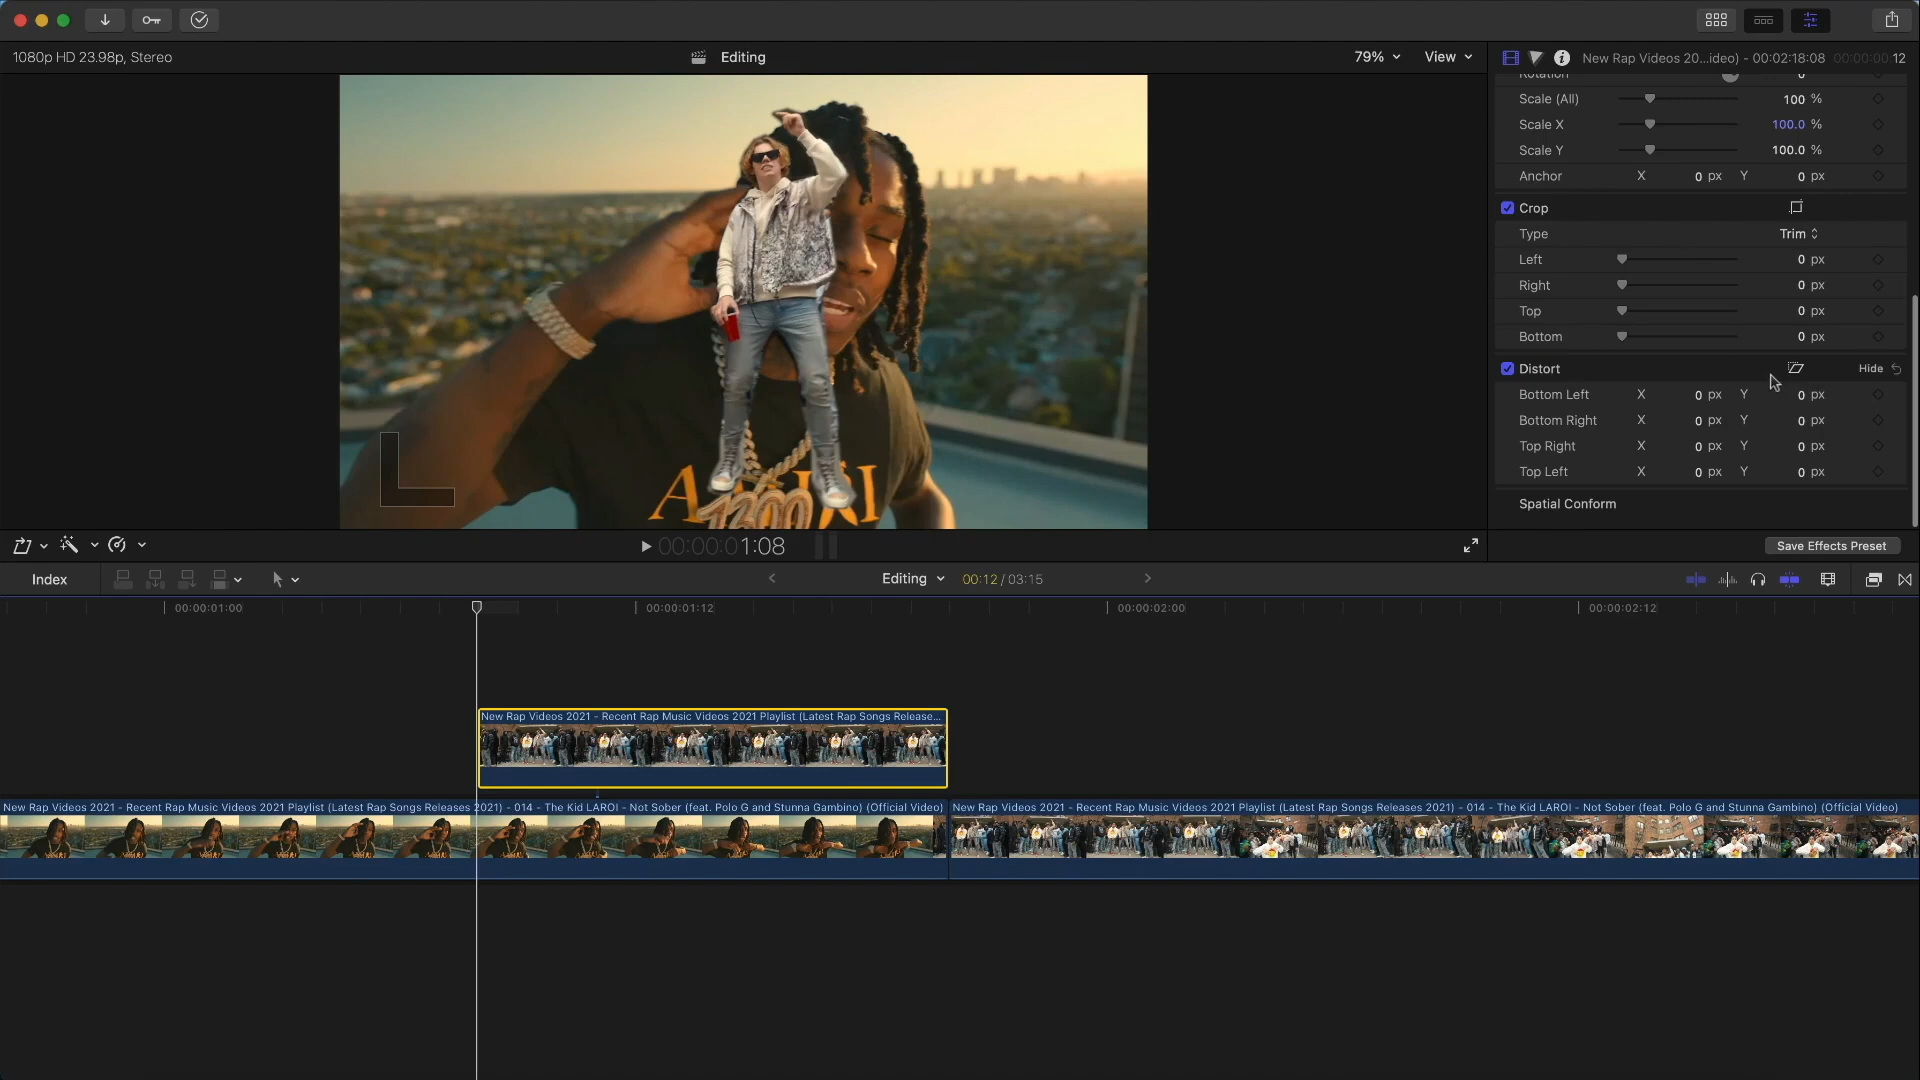 1080p HD 23.98p, Stereo
Editing
79%
View
New Rap Videos 20...ideo) - 00:02:18:08
00:00:00:12
Rotation 0
Scale (All) 100 %
Scale X 100.0 %
Scale Y 100.0 %
Anchor X 0 px Y 0 px
Crop
Type Trim
Left 0 px
Right 0 px
Top 0 px
Bottom 0 px
Distort Hide
Bottom Left X 0 px Y 0 px
Bottom Right X 0 px Y 0 px
Top Right X 0 px Y 0 px
Top Left X 0 px Y 0 px
Spatial Conform
00:00:01:08
Save Effects Preset
Index
Editing
00:12 / 03:15
00:00:01:00
00:00:01:12
00:00:02:00
00:00:02:12
New Rap Videos 2021 - Recent Rap Music Videos 2021 Playlist (Latest Rap Songs Release...
New Rap Videos 2021 - Recent Rap Music Videos 2021 Playlist (Latest Rap Songs Releases 2021) - 014 - The Kid LAROI - Not Sober (feat. Polo G and Stunna Gambino) (Official Video)
New Rap Videos 2021 - Recent Rap Music Videos 2021 Playlist (Latest Rap Songs Releases 2021) - 014 - The Kid LAROI - Not Sober (feat. Polo G and Stunna Gambino) (Official Video)